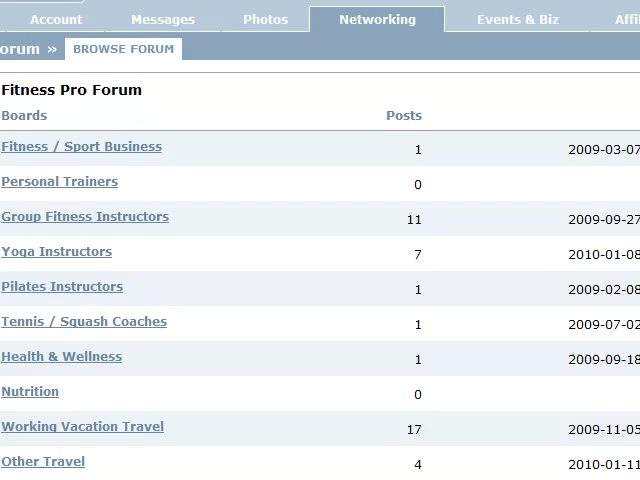 Account Messages Photos Networking Events & Biz Affi
orum » BROWSE FORUM
Fitness Pro Forum
Boards Posts
Fitness / Sport Business 1 2009-03-07
Personal Trainers 0
Group Fitness Instructors 11 2009-09-27
Yoga Instructors 7 2010-01-08
Pilates Instructors 1 2009-02-08
Tennis / Squash Coaches 1 2009-07-02
Health & Wellness 1 2009-09-18
Nutrition 0
Working Vacation Travel 17 2009-11-05
Other Travel 4 2010-01-11